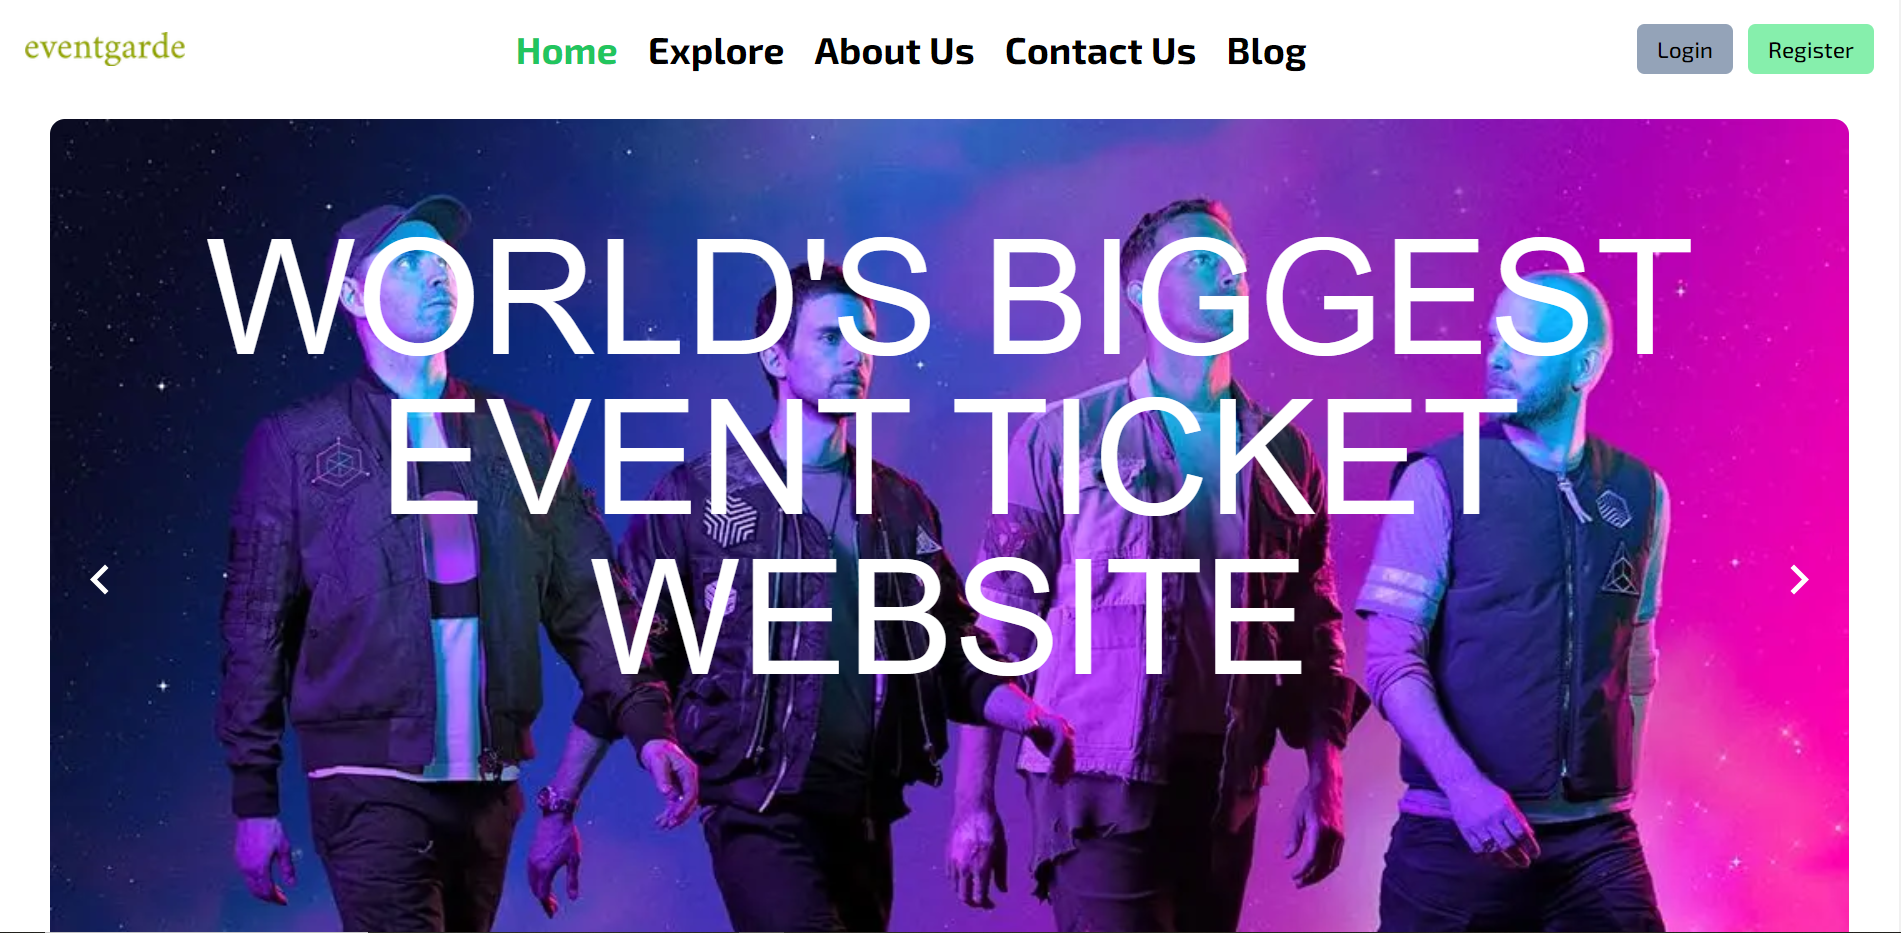 eventgarde
Home Explore About Us Contact Us Blog
Login Register
WORLD'S BIGGEST
EVENT TICKET
WEBSITE